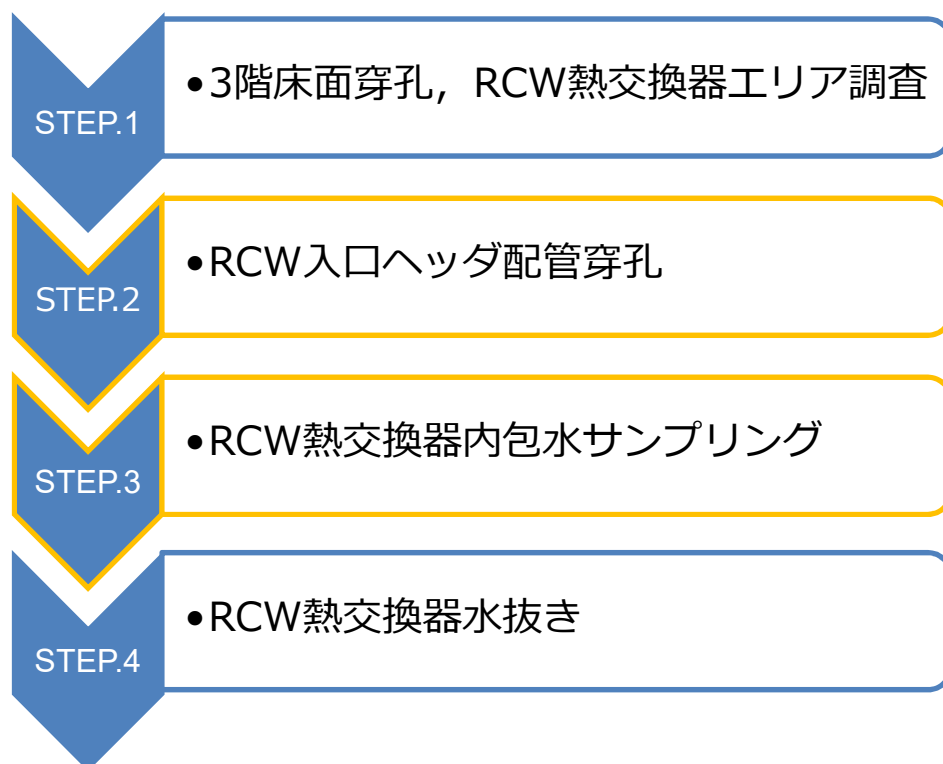 STEP.1
•3階床面穿孔，RCW熱交換器エリア調査
STEP.2
•RCW入口ヘッダ配管穿孔
STEP.3
•RCW熱交換器内包水サンプリング
STEP.4
•RCW熱交換器水抜き